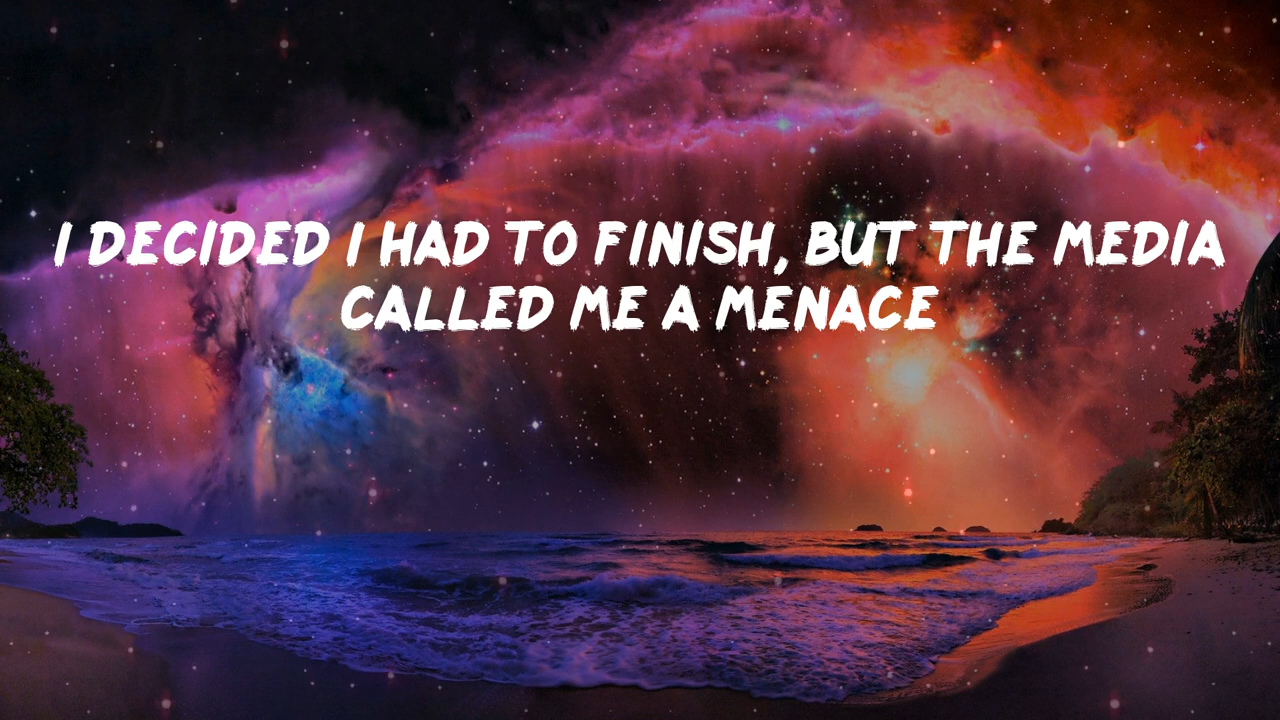 I DECIDED I HAD TO FINISH, BUT THE MEDIA
CALLED ME A MENACE